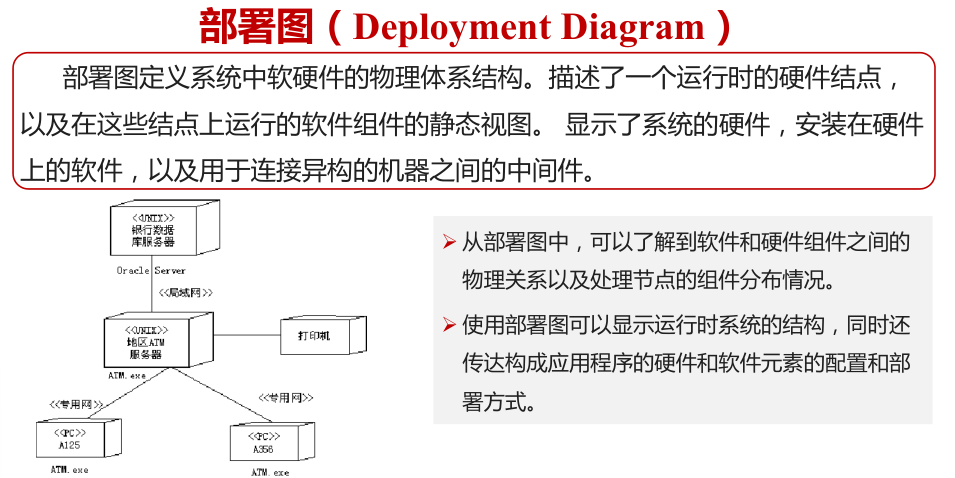 部署图（Deployment Diagram）
部署图定义系统中软硬件的物理体系结构。描述了一个运行时的硬件结点，
以及在这些结点上运行的软件组件的静态视图。 显示了系统的硬件，安装在硬件
上的软件，以及用于连接异构的机器之间的中间件。
<<UNIX>>
银行数据
库服务器
Oracle Server
<<局域网>>
<<UNIX>>
地区ATM
服务器
打印机
ATM.exe
<<专用网>>
<<专用网>>
<<PC>>
A125
<<PC>>
A356
ATM.exe
ATM.exe
从部署图中，可以了解到软件和硬件组件之间的
物理关系以及处理节点的组件分布情况。
使用部署图可以显示运行时系统的结构，同时还
传达构成应用程序的硬件和软件元素的配置和部
署方式。